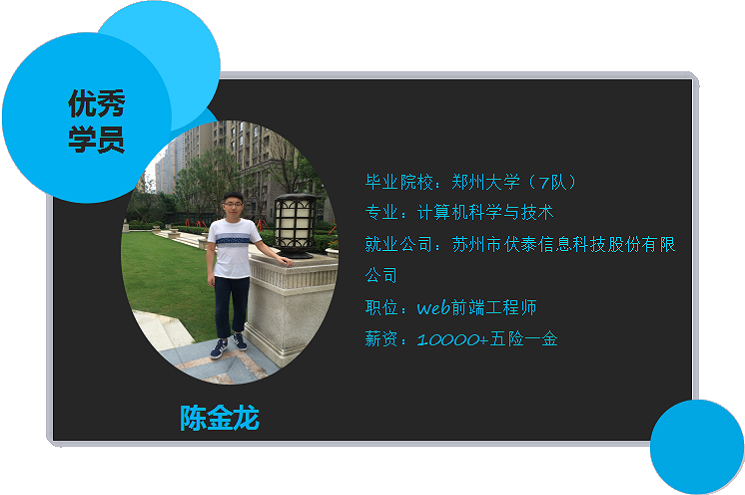 优秀
学员
毕业院校：郑州大学（7队）
专业：计算机科学与技术
就业公司：苏州市伏泰信息科技股份有限
公司
职位：web前端工程师
薪资：10000+五险一金
陈金龙